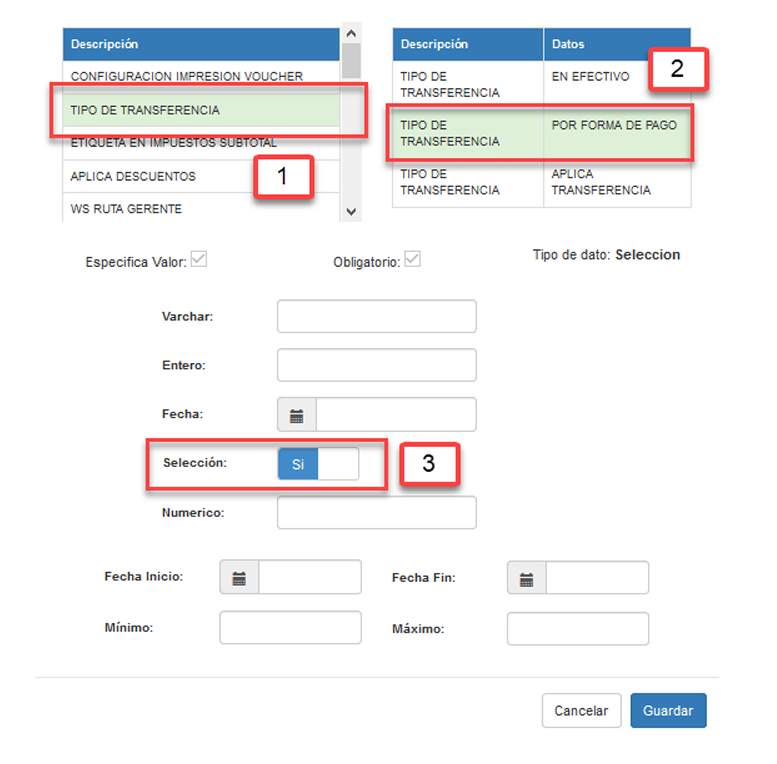 Descripción
CONFIGURACION IMPRESION VOUCHER
TIPO DE TRANSFERENCIA
ETIQUETA EN IMPUESTOS SUBTOTAL
APLICA DESCUENTOS
1
WS RUTA GERENTE
Descripción Datos
2
TIPO DE
TRANSFERENCIA
EN EFECTIVO
TIPO DE
TRANSFERENCIA
POR FORMA DE PAGO
TIPO DE
TRANSFERENCIA
APLICA
TRANSFERENCIA
Especifica Valor: Obligatorio: Tipo de dato: Seleccion
Varchar:
Entero:
Fecha:
Selección: Si 3
Numerico:
Fecha Inicio: Fecha Fin:
Mínimo: Máximo:
Cancelar Guardar